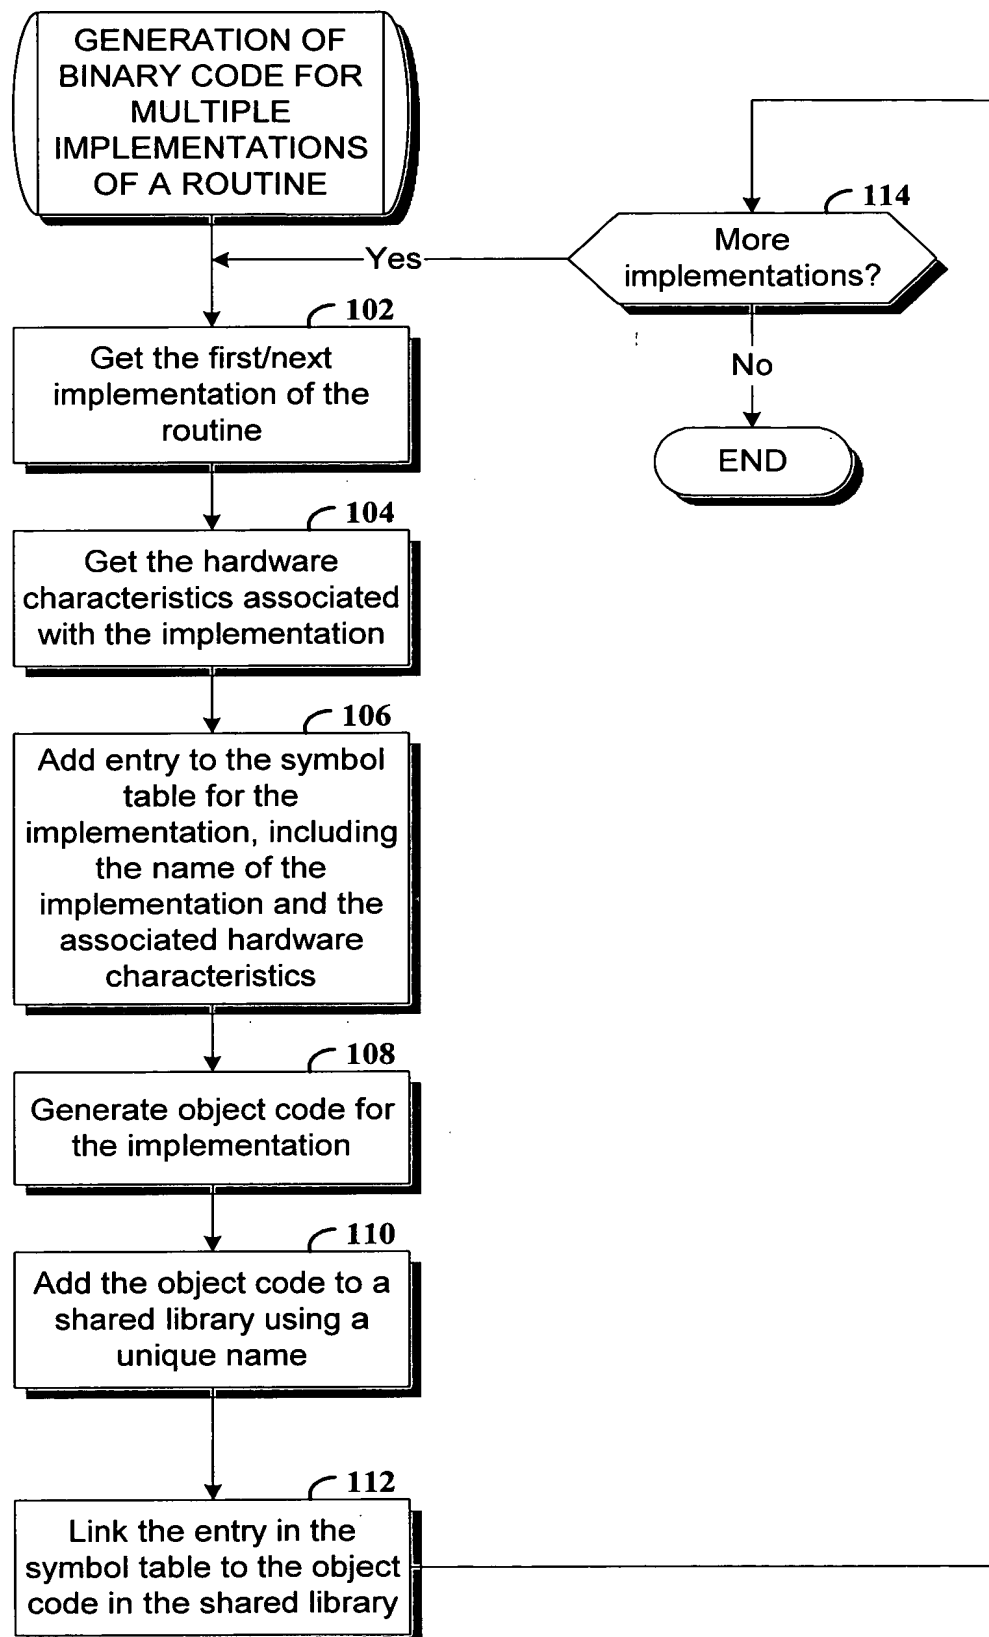 GENERATION OF
BINARY CODE FOR
MULTIPLE
IMPLEMENTATIONS
OF A ROUTINE
114
More
implementations?
Yes
No
END
102
Get the first/next
implementation of the
routine
104
Get the hardware
characteristics associated
with the implementation
106
Add entry to the symbol
table for the
implementation, including
the name of the
implementation and the
associated hardware
characteristics
108
Generate object code for
the implementation
110
Add the object code to a
shared library using a
unique name
112
Link the entry in the
symbol table to the object
code in the shared library